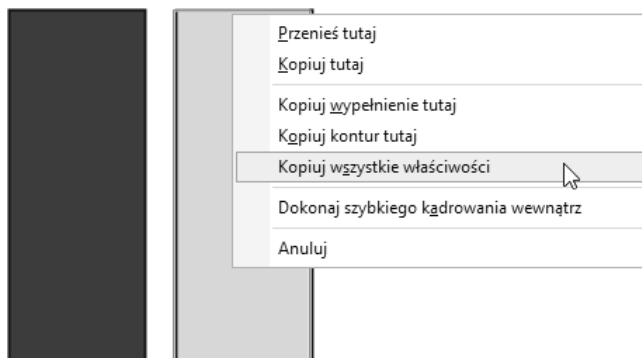 Przenieś tutaj
Kopiuj tutaj
Kopiuj wypełnienie tutaj
Kopiuj kontur tutaj
Kopiuj wszystkie właściwości
Dokonaj szybkiego kadrowania wewnątrz
Anuluj